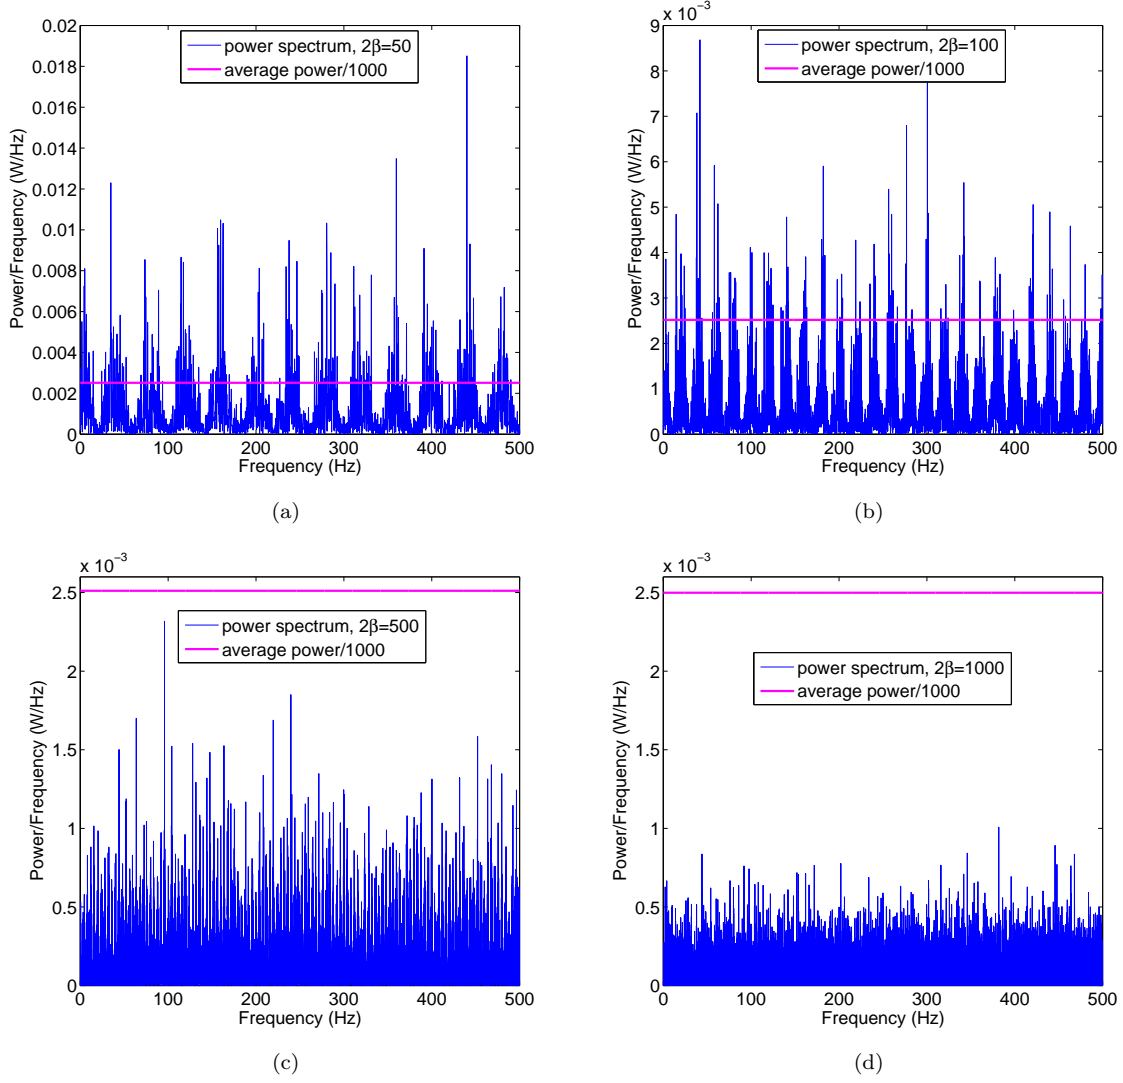 power spectrum, 2β=50
average power/1000
0.02
0.018
0.016
0.014
0.012
0.01
0.008
0.006
0.004
0.002
0
0 100 200 300 400 500
Power/Frequency (W/Hz)
Frequency (Hz)
(a)
x 10−3
power spectrum, 2β=100
average power/1000
9
8
7
6
5
4
3
2
1
0
0 100 200 300 400 500
Power/Frequency (W/Hz)
Frequency (Hz)
(b)
x 10−3
power spectrum, 2β=500
average power/1000
2.5
2
1.5
1
0.5
0
0 100 200 300 400 500
Power/Frequency (W/Hz)
Frequency (Hz)
(c)
x 10−3
power spectrum, 2β=1000
average power/1000
2.5
2
1.5
1
0.5
0
0 100 200 300 400 500
Power/Frequency (W/Hz)
Frequency (Hz)
(d)